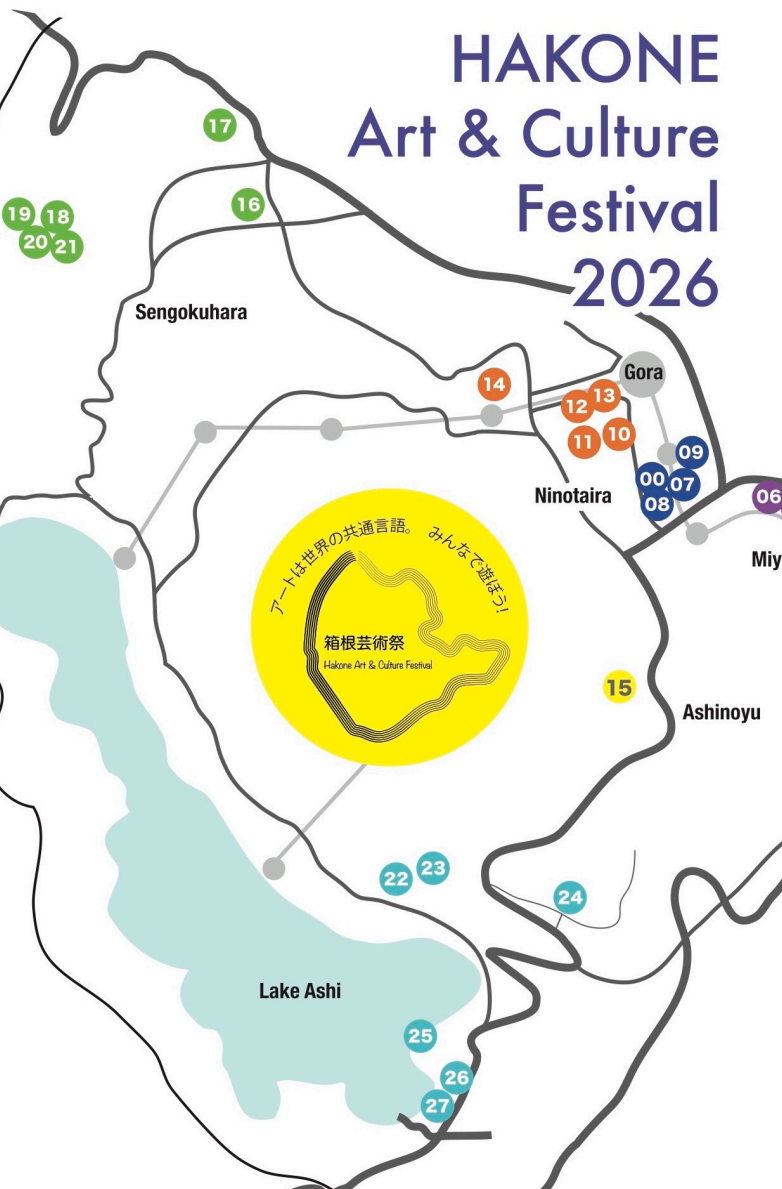 HAKONE
Art & Culture
Festival
2026
17
16
19
18
20
21
Sengokuhara
Gora
14
13
12
11
10
09
00
07
08
06
Ninotaira
Miy
アートは世界の共通言語。 みんなで遊ぼう!
箱根芸術祭
Hakone Art & Culture Festival
15
Ashinoyu
22
23
24
Lake Ashi
25
26
27